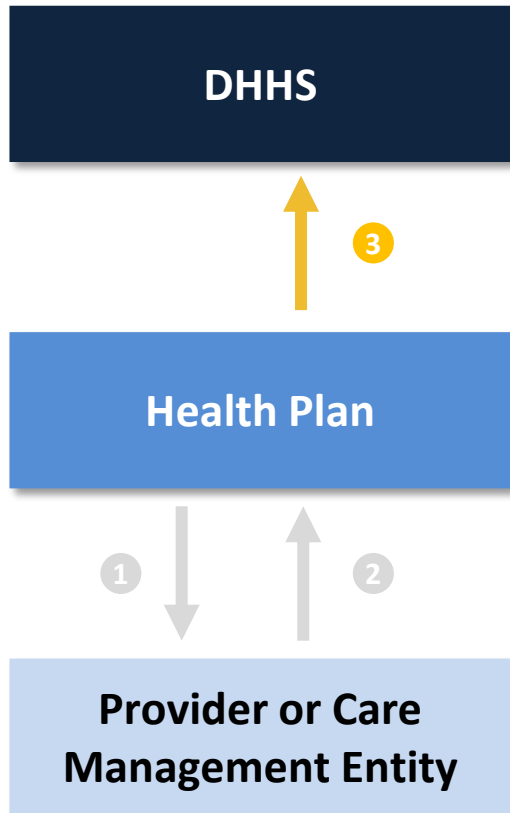 DHHS
3
Health Plan
1
2
Provider or Care
Management Entity